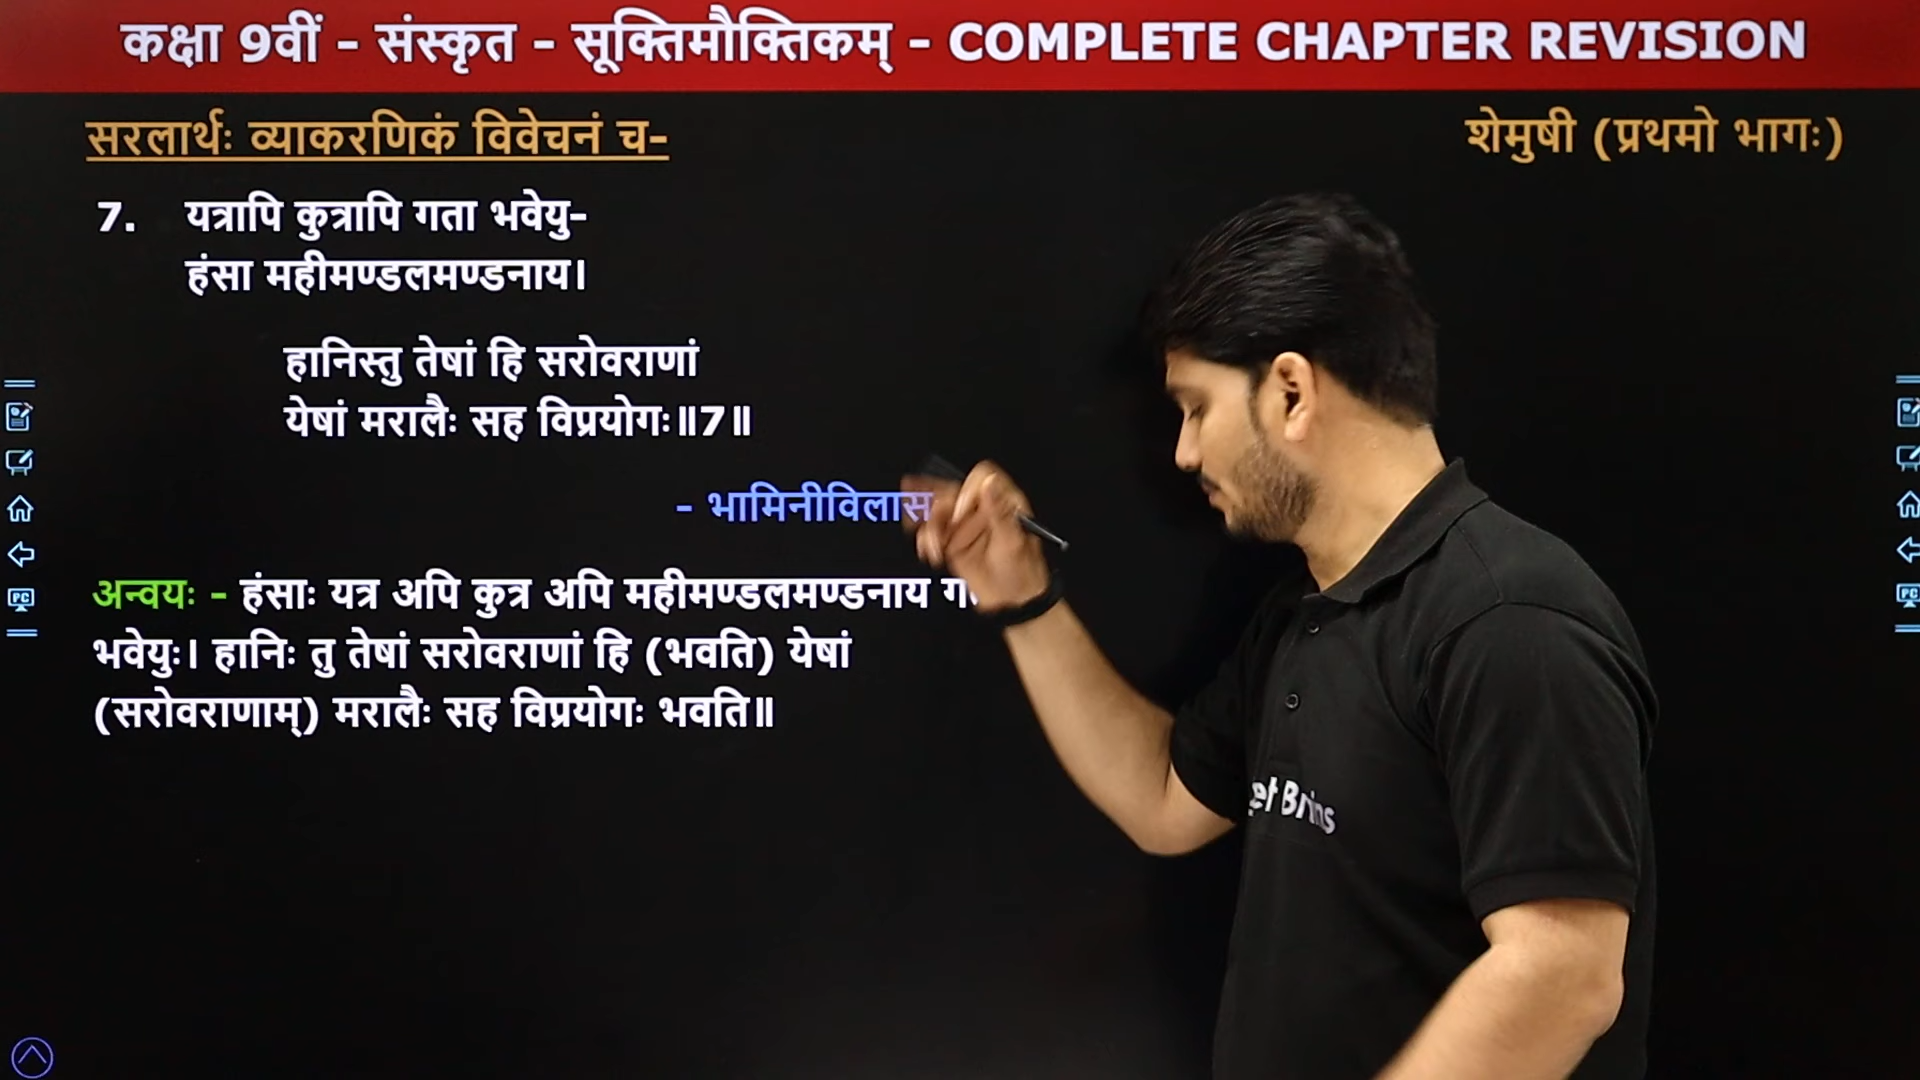 कक्षा 9वीं - संस्कृत - सूक्तिमौक्तिकम् - COMPLETE CHAPTER REVISION
सरलार्थः व्याकरणिकं विवेचनं च-
शेमुषी (प्रथमो भागः)
7. यत्रापि कुत्रापि गता भवेयु-
हंसा महीमण्डलमण्डनाय।
हानिस्तु तेषां हि सरोवराणां
येषां मरालैः सह विप्रयोगः॥7॥
- भामिनीविलास
अन्वयः - हंसाः यत्र अपि कुत्र अपि महीमण्डलमण्डनाय
भवेयुः। हानिः तु तेषां सरोवराणां हि (भवति) येषां
(सरोवराणाम्) मरालैः सह विप्रयोगः भवति॥
PC
PC